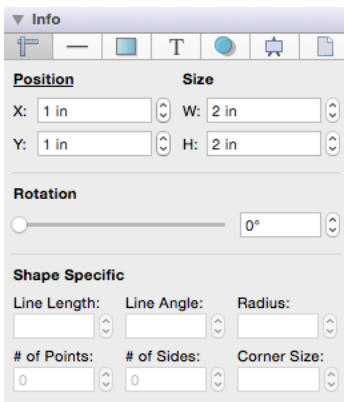 Info
T
Position Size
X: 1 in W: 2 in
Y: 1 in H: 2 in
Rotation
0°
Shape Specific
Line Length: Line Angle: Radius:
# of Points: # of Sides: Corner Size:
0 0